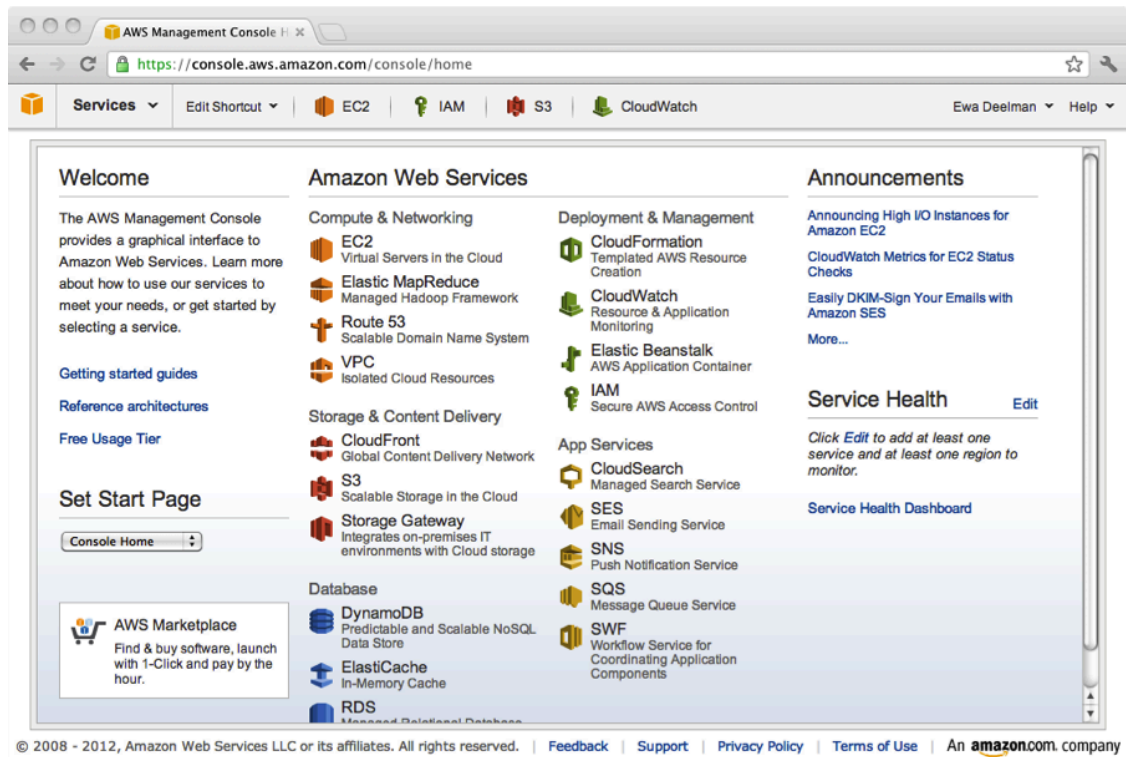 AWS Management Console H
https://console.aws.amazon.com/console/home
Services Edit Shortcut EC2 IAM S3 CloudWatch Ewa Deelman Help
Welcome
The AWS Management Console
provides a graphical interface to
Amazon Web Services. Learn more
about how to use our services to
meet your needs, or get started by
selecting a service.
Getting started guides
Reference architectures
Free Usage Tier
Set Start Page
Console Home
AWS Marketplace
Find & buy software, launch
with 1-Click and pay by the
hour.
Amazon Web Services
Compute & Networking
EC2
Virtual Servers in the Cloud
Elastic MapReduce
Managed Hadoop Framework
Route 53
Scalable Domain Name System
VPC
Isolated Cloud Resources
Storage & Content Delivery
CloudFront
Global Content Delivery Network
S3
Scalable Storage in the Cloud
Storage Gateway
Integrates on-premises IT
environments with Cloud storage
Database
DynamoDB
Predictable and Scalable NoSQL
Data Store
ElastiCache
In-Memory Cache
RDS
Managed Relational Database
Deployment & Management
CloudFormation
Templated AWS Resource
Creation
CloudWatch
Resource & Application
Monitoring
Elastic Beanstalk
AWS Application Container
IAM
Secure AWS Access Control
App Services
CloudSearch
Managed Search Service
SES
Email Sending Service
SNS
Push Notification Service
SQS
Message Queue Service
SWF
Workflow Service for
Coordinating Application
Components
Announcements
Announcing High I/O Instances for
Amazon EC2
CloudWatch Metrics for EC2 Status
Checks
Easily DKIM-Sign Your Emails with
Amazon SES
More...
Service Health Edit
Click Edit to add at least one
service and at least one region to
monitor.
Service Health Dashboard
© 2008 - 2012, Amazon Web Services LLC or its affiliates. All rights reserved. | Feedback | Support | Privacy Policy | Terms of Use | An amazon.com. company